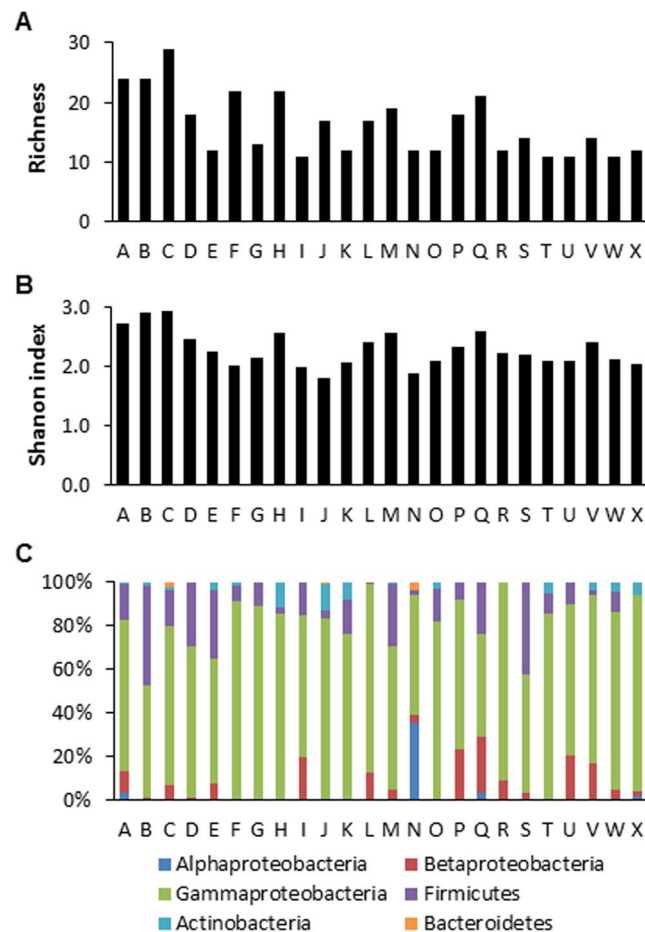 A
Richness
30
20
10
0
A B C D E F G H I J K L M N O P Q R S T U V W X
B
Shanon index
3.0
2.0
1.0
0.0
A B C D E F G H I J K L M N O P Q R S T U V W X
C
100%
80%
60%
40%
20%
0%
A B C D E F G H I J K L M N O P Q R S T U V W X
Alphaproteobacteria Betaproteobacteria
Gammaproteobacteria Firmicutes
Actinobacteria Bacteroidetes